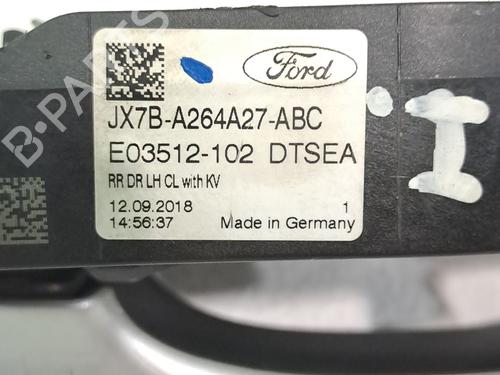 Ford
JX7B-A264A27-ABC
E03512-102 DTSEA
RR DR LH CL with KV
12.09.2018 1
14:56:37 Made in Germany
B-PARTS
I